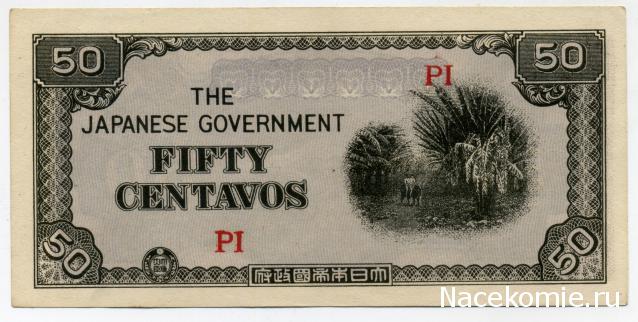 50 50
PI
THE
JAPANESE GOVERNMENT
FIFTY
CENTAVOS
PI
50 50
大日本帝國政府
Nacekomie.ru